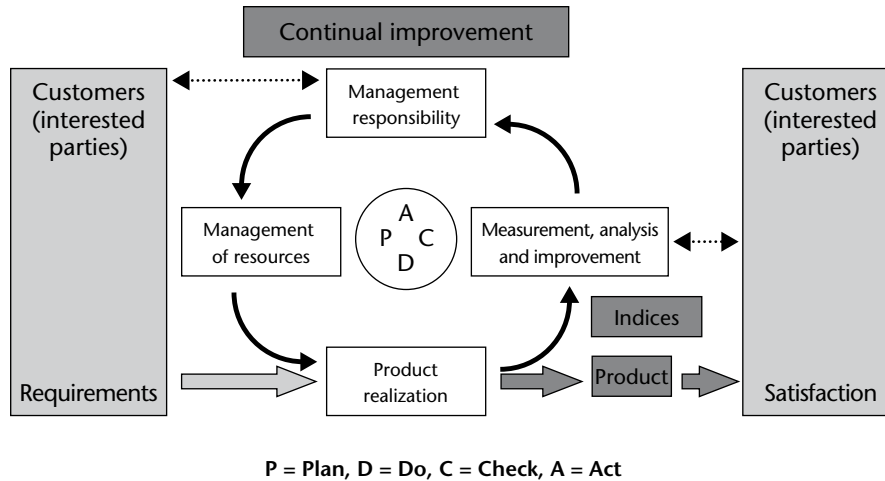 Continual improvement
Customers
(interested
parties)
Management
responsibility
Customers
(interested
parties)
Management
of resources
A
P C
D
Measurement, analysis
and improvement
Indices
Requirements
Product
realization
Product
Satisfaction
P = Plan, D = Do, C = Check, A = Act